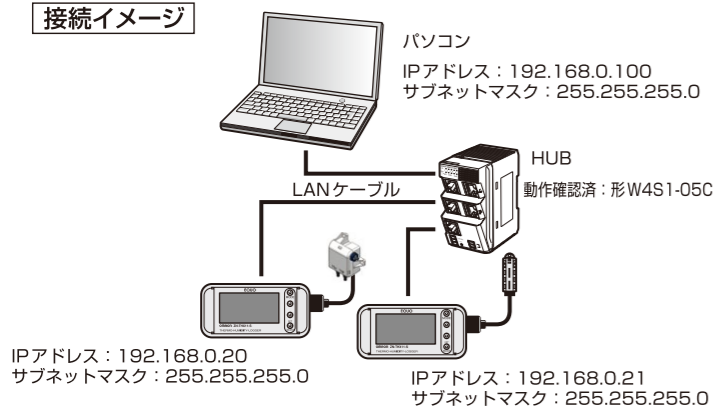 接続イメージ
パソコン
IPアドレス：192.168.0.100
サブネットマスク：255.255.255.0
HUB
動作確認済：形W4S1-05C
LANケーブル
IPアドレス：192.168.0.20
サブネットマスク：255.255.255.0
IPアドレス：192.168.0.21
サブネットマスク：255.255.255.0